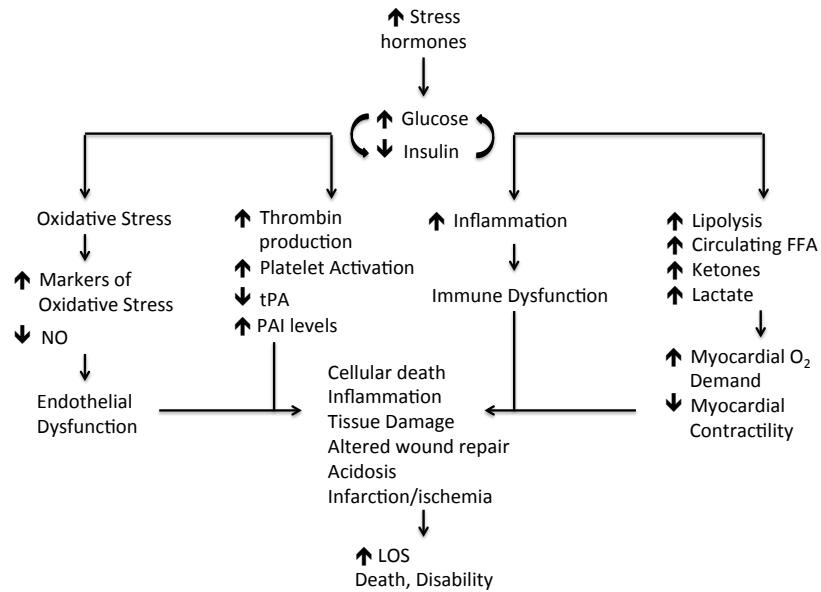 ↑ Stress
hormones
↑ Glucose
↓ Insulin
Oxidative Stress
↑ Markers of
Oxidative Stress
↓ NO
Endothelial
Dysfunction
↑ Thrombin
production
↑ Platelet Activation
↓ tPA
↑ PAI levels
↑ Inflammation
Immune Dysfunction
↑ Lipolysis
↑ Circulating FFA
↑ Ketones
↑ Lactate
↑ Myocardial O₂
Demand
↓ Myocardial
Contractility
Cellular death
Inflammation
Tissue Damage
Altered wound repair
Acidosis
Infarction/ischemia
↑ LOS
Death, Disability